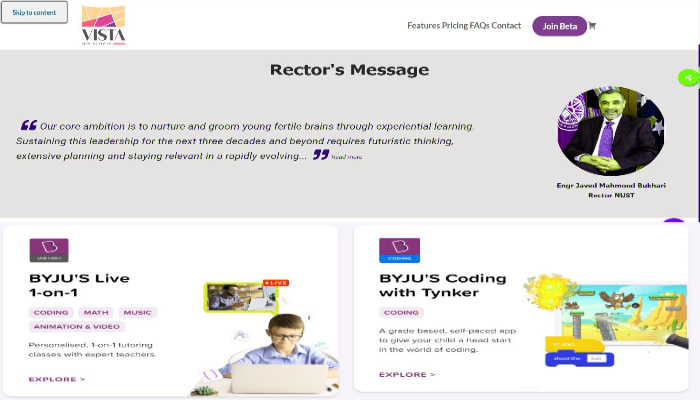 Skip to content
VISTA
Features Pricing FAQs Contact
Join Beta
Rector's Message
Our core ambition is to nurture and groom young fertile brains through experiential learning.
Sustaining this leadership for the next three decades and beyond requires futuristic thinking,
extensive planning and staying relevant in a rapidly evolving... Read more
Engr Javed Mahmood Bukhari
Rector NUST
BYJU'S Live
1-on-1
CODING MATH MUSIC
ANIMATION & VIDEO
Personalised, 1-on-1 tutoring
classes with expert teachers.
EXPLORE >
LIVE
CODING
BYJU'S Coding
with Tynker
CODING
A grade based, self-paced app
to give your child a head start
in the world of coding.
EXPLORE >
on start
shoot the